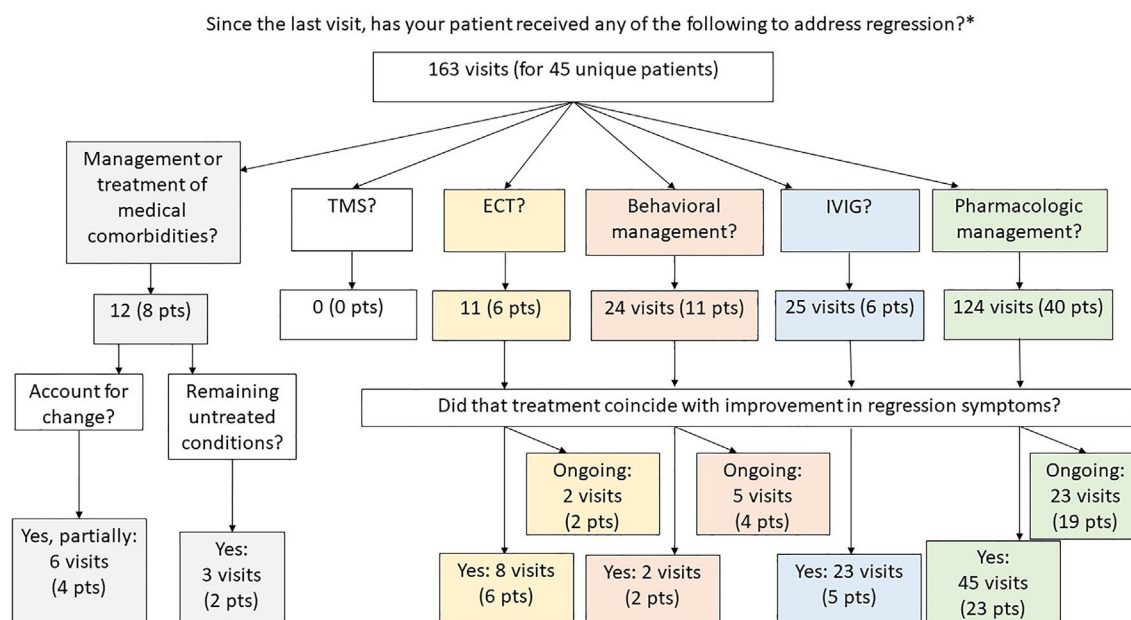 Since the last visit, has your patient received any of the following to address regression?*
163 visits (for 45 unique patients)
Management or
treatment of
medical
comorbidities?
TMS?
ECT?
Behavioral
management?
IVIG?
Pharmacologic
management?
12 (8 pts)
0 (0 pts)
11 (6 pts)
24 visits (11 pts)
25 visits (6 pts)
124 visits (40 pts)
Account for
change?
Remaining
untreated
conditions?
Did that treatment coincide with improvement in regression symptoms?
Ongoing:
2 visits
(2 pts)
Ongoing:
5 visits
(4 pts)
Ongoing:
23 visits
(19 pts)
Yes, partially:
6 visits
(4 pts)
Yes:
3 visits
(2 pts)
Yes: 8 visits
(6 pts)
Yes: 2 visits
(2 pts)
Yes: 23 visits
(5 pts)
Yes:
45 visits
(23 pts)